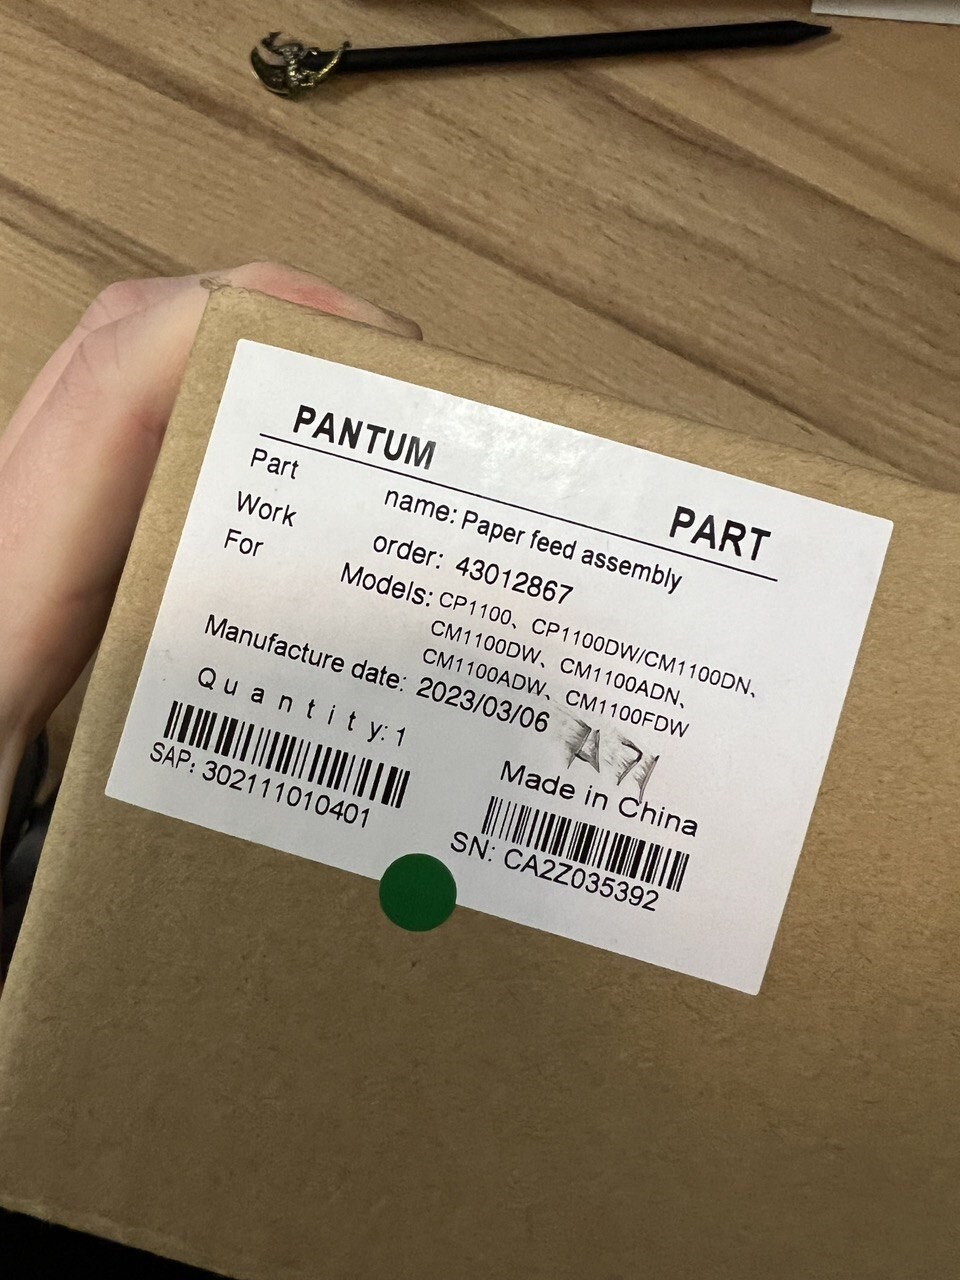 PANTUM PART
Part name: Paper feed assembly
Work order: 43012867
For Models: CP1100、CP1100DW/CM1100DN、
CM1100DW、CM1100ADN、
CM1100ADW、CM1100FDW
Manufacture date: 2023/03/06
Quantity: 1
A71
Made in China
SAP: 302111010401
SN: CA2Z035392